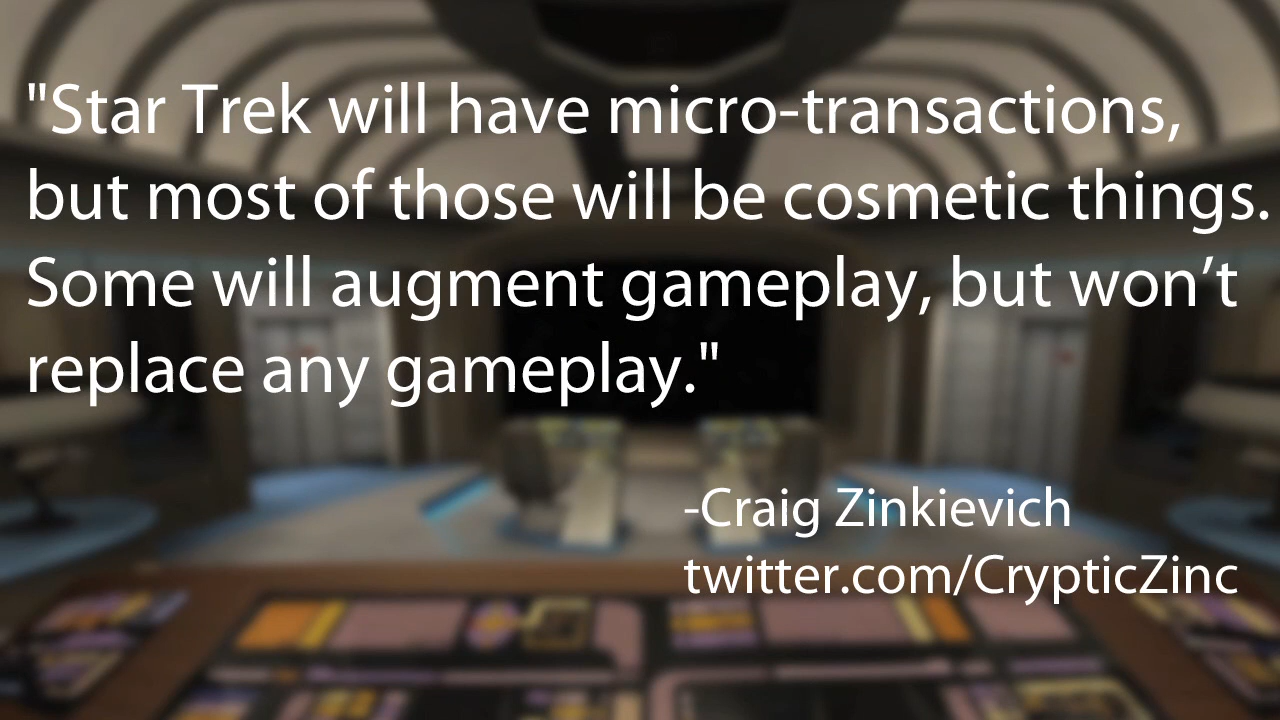 "Star Trek will have micro-transactions,
but most of those will be cosmetic things.
Some will augment gameplay, but won’t
replace any gameplay."
-Craig Zinkievich
twitter.com/CrypticZinc